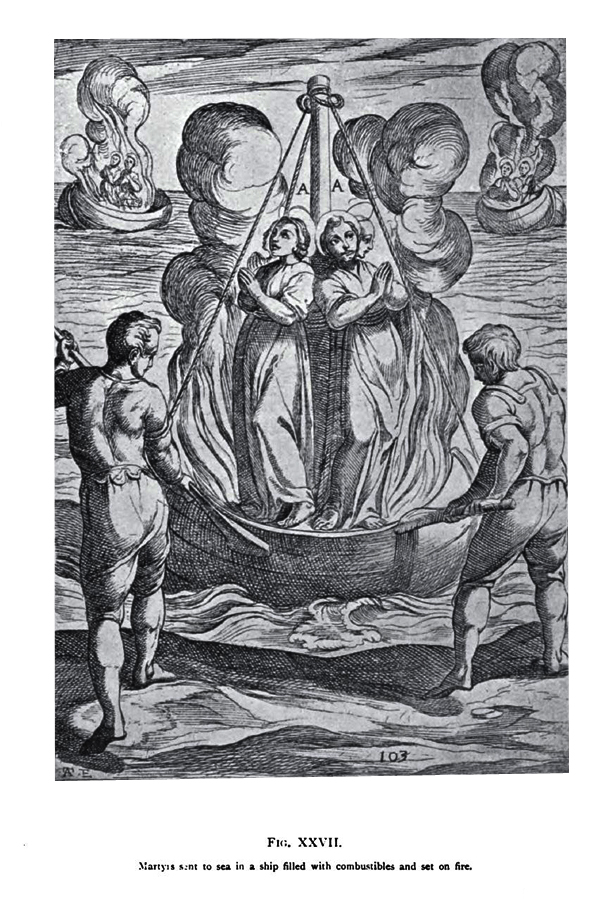 A A
103
FIG. XXVII.
Martyrs sent to sea in a ship filled with combustibles and set on fire.